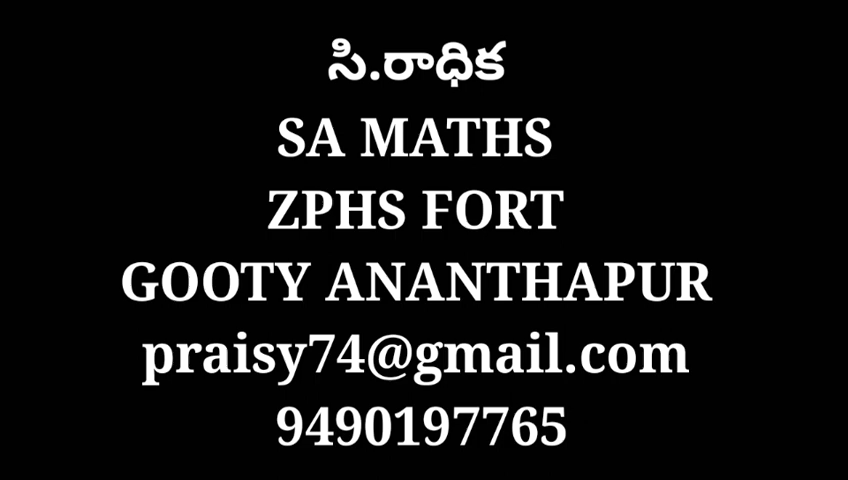 సి.రాధిక
SA MATHS
ZPHS FORT
GOOTY ANANTHAPUR
praisy74@gmail.com
9490197765